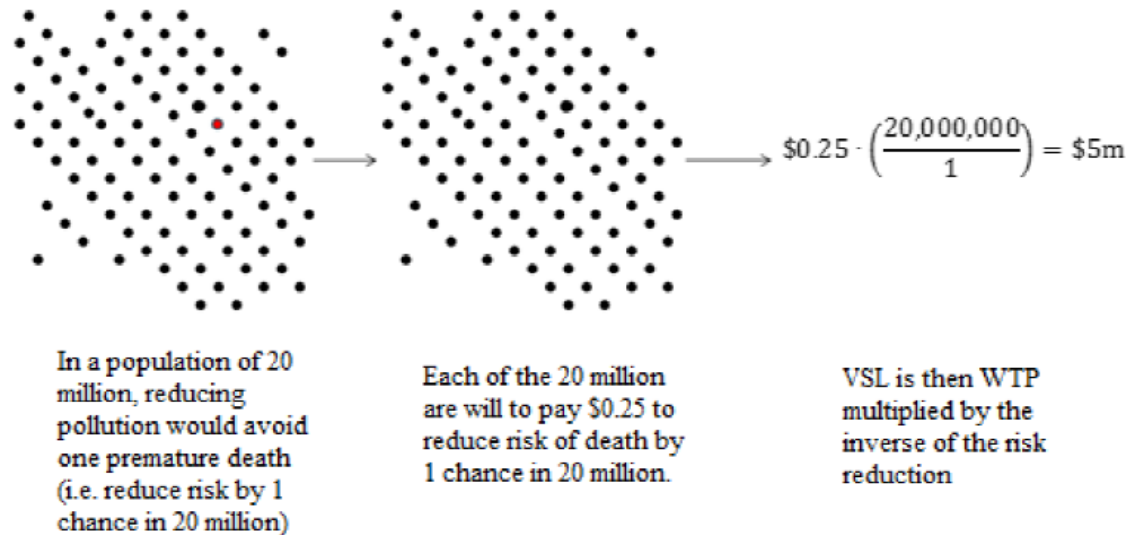 $0.25 · (20,000,000 / 1) = $5m
In a population of 20
million, reducing
pollution would avoid
one premature death
(i.e. reduce risk by 1
chance in 20 million)
Each of the 20 million
are will to pay $0.25 to
reduce risk of death by
1 chance in 20 million.
VSL is then WTP
multiplied by the
inverse of the risk
reduction